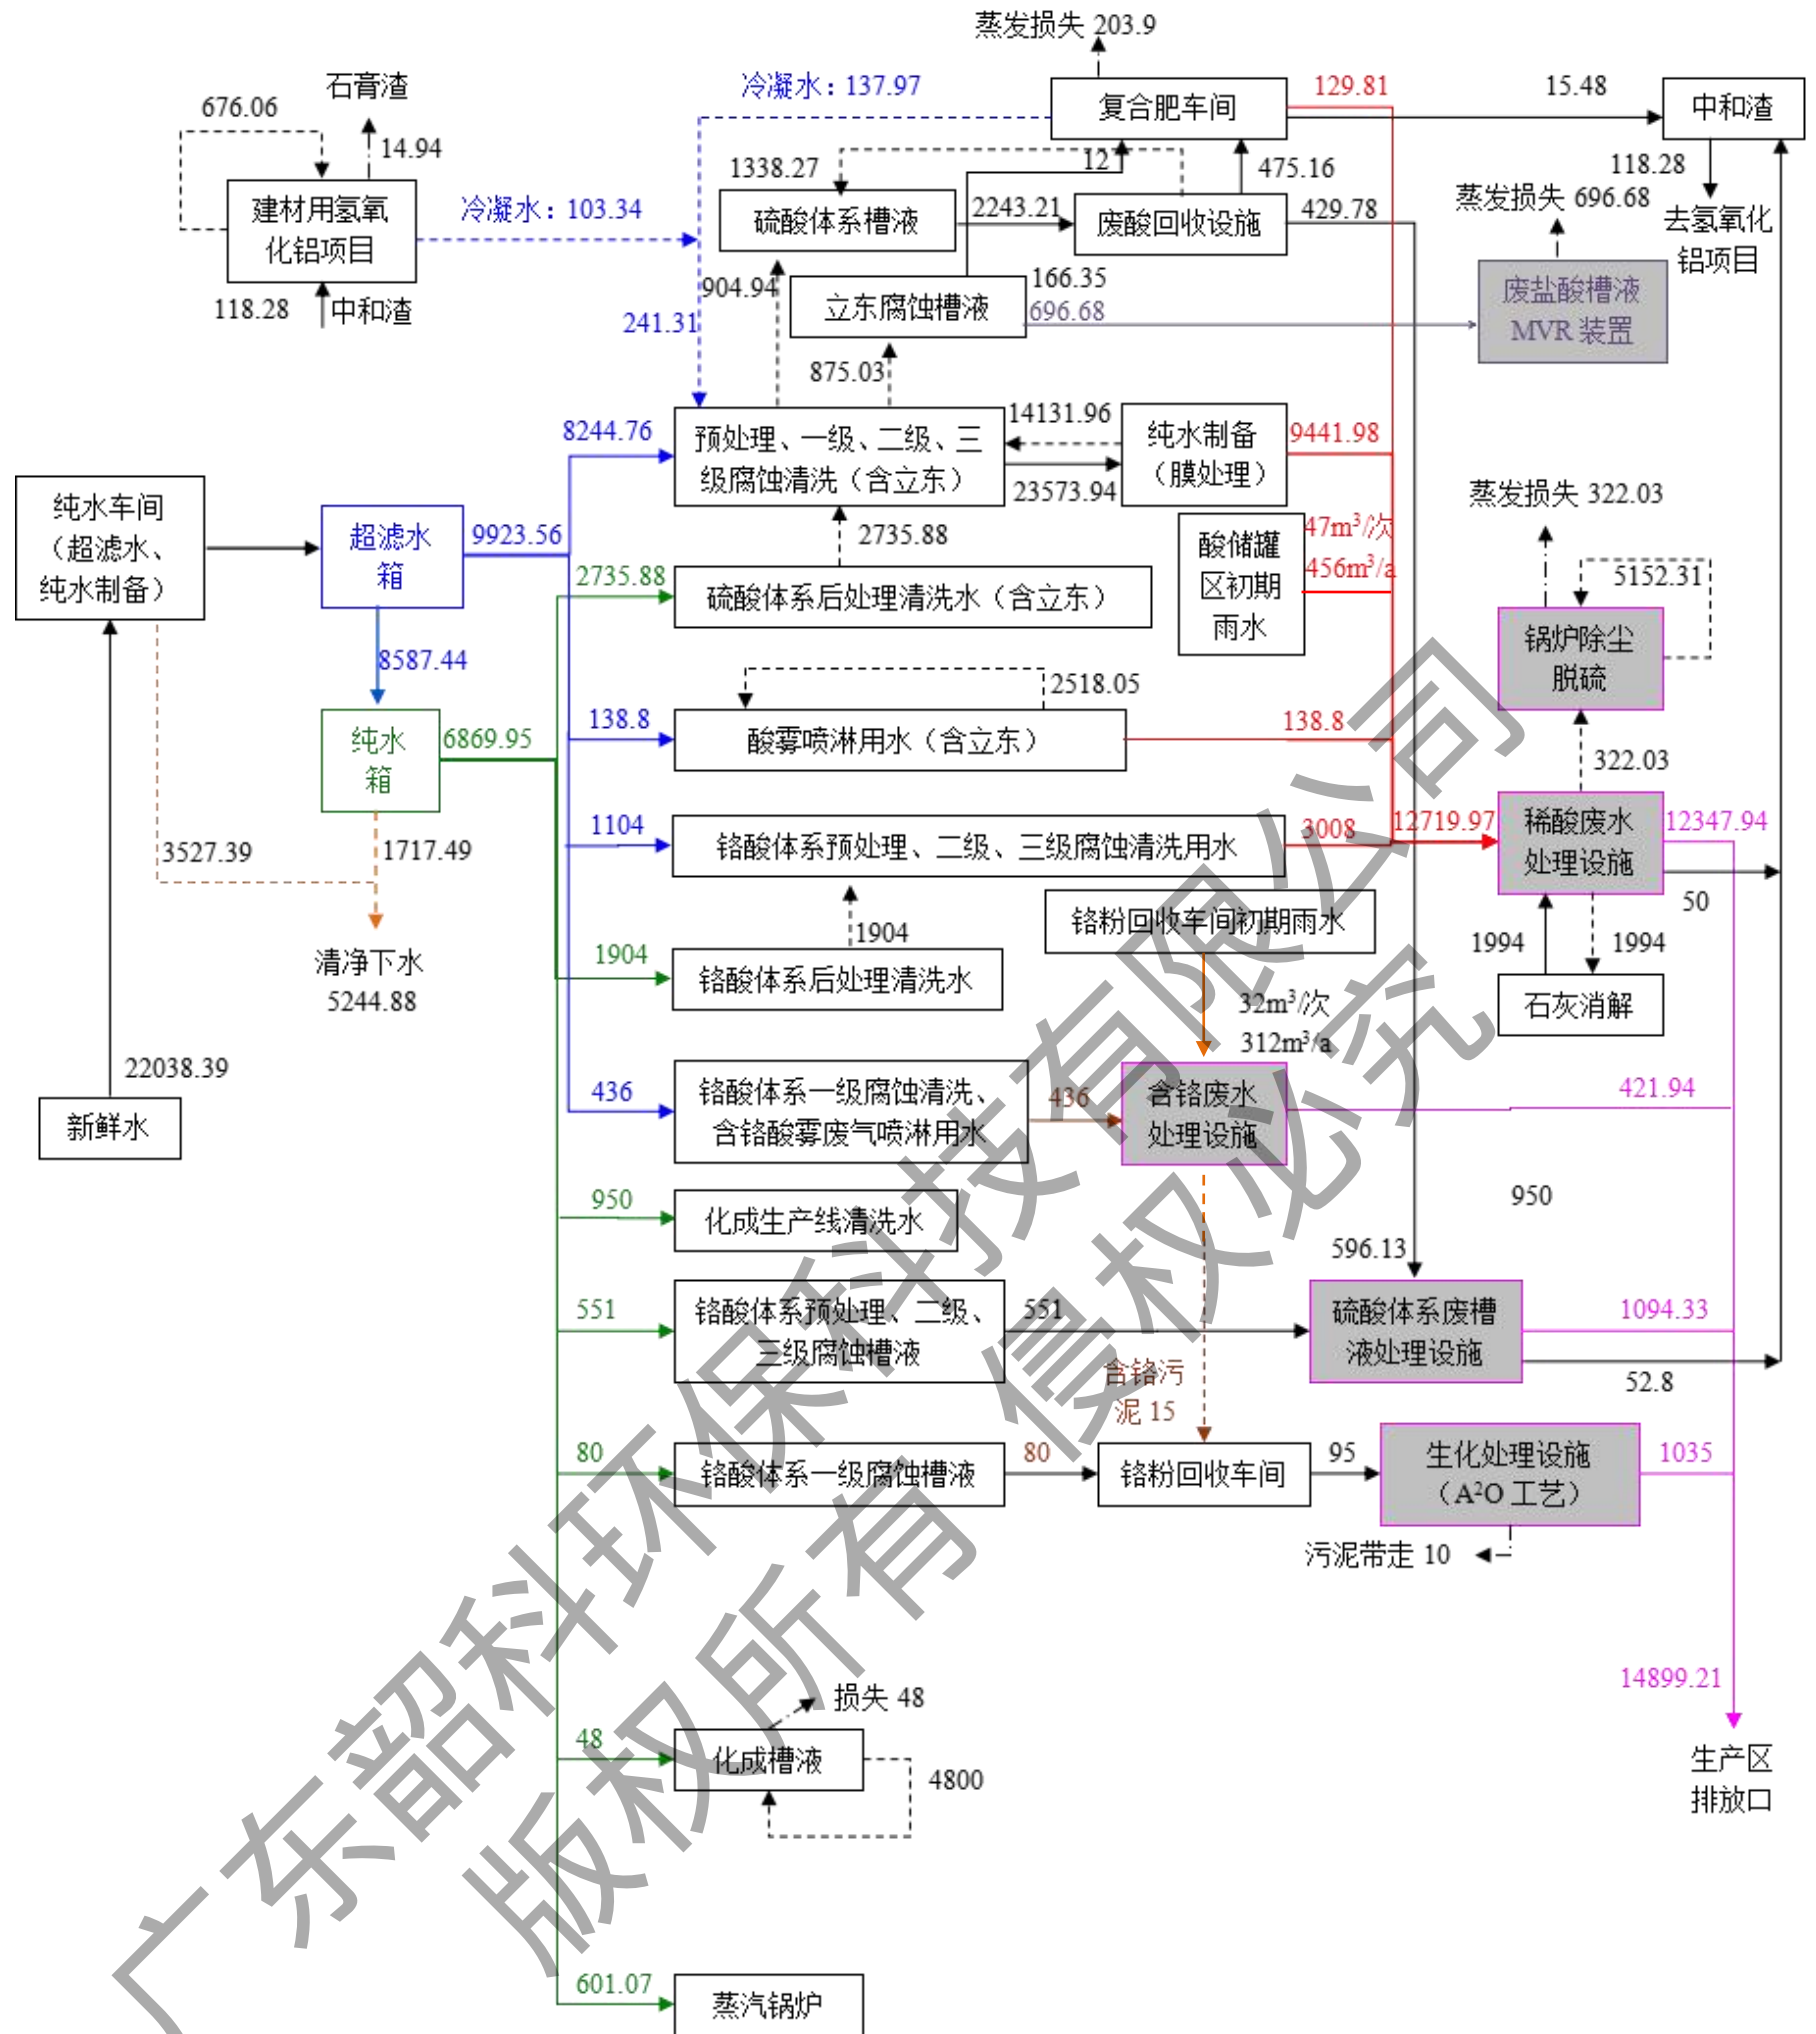 蒸发损失 203.9
石膏渣
676.06
14.94
建材用氢氧
化铝项目
118.28
中和渣
冷凝水：103.34
冷凝水：137.97
241.31
复合肥车间
129.81
15.48
中和渣
118.28
去氢氧化
铝项目
12
475.16
1338.27
硫酸体系槽液
2243.21
废酸回收设施
429.78
蒸发损失 696.68
废盐酸槽液
MVR 装置
904.94
立东腐蚀槽液
166.35
696.68
875.03
8244.76
预处理、一级、二级、三
级腐蚀清洗（含立东）
14131.96
23573.94
纯水制备
（膜处理）
9441.98
纯水车间
（超滤水、
纯水制备）
超滤水
箱
9923.56
2735.88
2735.88
硫酸体系后处理清洗水（含立东）
酸储罐
区初期
雨水
47m³/次
456m³/a
蒸发损失 322.03
5152.31
锅炉除尘
脱硫
322.03
8587.44
纯水
箱
6869.95
138.8
2518.05
酸雾喷淋用水（含立东）
138.8
3527.39
1717.49
清净下水
5244.88
1104
铬酸体系预处理、二级、三级腐蚀清洗用水
3008
12719.97
稀酸废水
处理设施
12347.94
50
1994
1994
石灰消解
1904
1904
铬酸体系后处理清洗水
铬粉回收车间初期雨水
32m³/次
312m³/a
22038.39
新鲜水
436
铬酸体系一级腐蚀清洗、
含铬酸雾废气喷淋用水
436
含铬废水
处理设施
421.94
950
化成生产线清洗水
950
596.13
551
铬酸体系预处理、二级、
三级腐蚀槽液
551
硫酸体系废槽
液处理设施
1094.33
52.8
含铬污
泥 15
80
铬酸体系一级腐蚀槽液
80
铬粉回收车间
95
生化处理设施
（A²O 工艺）
1035
污泥带走 10
14899.21
生产区
排放口
48
化成槽液
损失 48
4800
601.07
蒸汽锅炉
广东韶科环保科技有限公司
版权所有 侵权必究